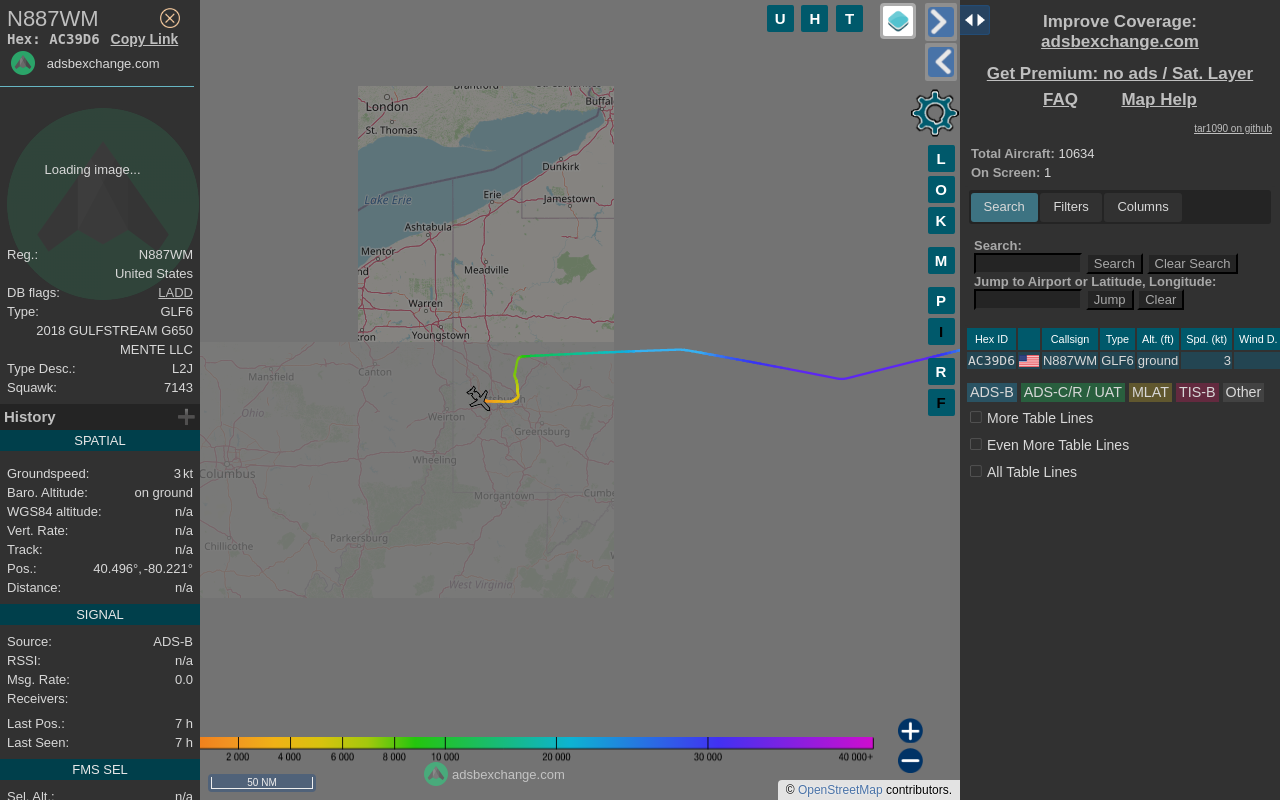 N887WM
Hex: AC39D6 Copy Link
adsbexchange.com
Loading image...
Reg.: N887WM
United States
DB flags: LADD
Type: GLF6
2018 GULFSTREAM G650
MENTE LLC
Type Desc.: L2J
Squawk: 7143
History
SPATIAL
Groundspeed: 3 kt
Baro. Altitude: on ground
WGS84 altitude: n/a
Vert. Rate: n/a
Track: n/a
Pos.: 40.496°, -80.221°
Distance: n/a
SIGNAL
Source: ADS-B
RSSI: n/a
Msg. Rate: 0.0
Receivers:
Last Pos.: 7 h
Last Seen: 7 h
FMS SEL
Sel. Alt.: n/a
U H T
L
O
K
M
P
I
R
F
London
St. Thomas
Dunkirk
Lake Erie
Erie
Jamestown
Ashtabula
Mentor
Meadville
Warren
Youngstown
Mansfield
Canton
Ohio
Weirton
Greensburg
Wheeling
Columbus
Morgantown
Chillicothe
Parkersburg
West Virginia
2 000 4 000 6 000 8 000 10 000 20 000 30 000 40 000+
50 NM
adsbexchange.com
© OpenStreetMap contributors.
Improve Coverage:
adsbexchange.com
Get Premium: no ads / Sat. Layer
FAQ Map Help
tar1090 on github
Total Aircraft: 10634
On Screen: 1
Search Filters Columns
Search:
Search Clear Search
Jump to Airport or Latitude, Longitude:
Jump Clear
Hex ID Callsign Type Alt. (ft) Spd. (kt) Wind D.
AC39D6 N887WM GLF6 ground 3
ADS-B ADS-C/R / UAT MLAT TIS-B Other
More Table Lines
Even More Table Lines
All Table Lines